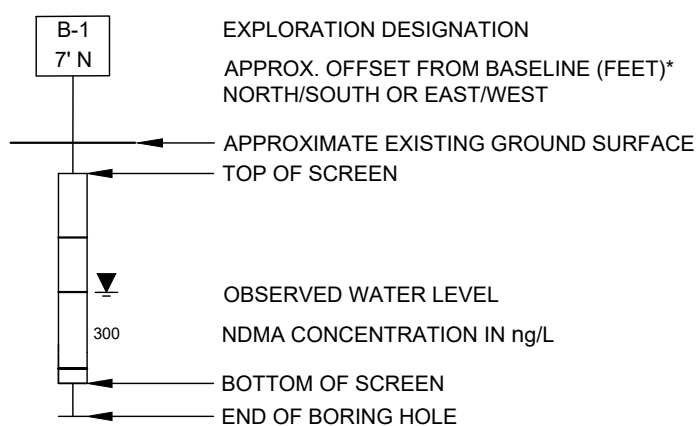 B-1
7' N
EXPLORATION DESIGNATION
APPROX. OFFSET FROM BASELINE (FEET)*
NORTH/SOUTH OR EAST/WEST
APPROXIMATE EXISTING GROUND SURFACE
TOP OF SCREEN
OBSERVED WATER LEVEL
300
NDMA CONCENTRATION IN ng/L
BOTTOM OF SCREEN
END OF BORING HOLE